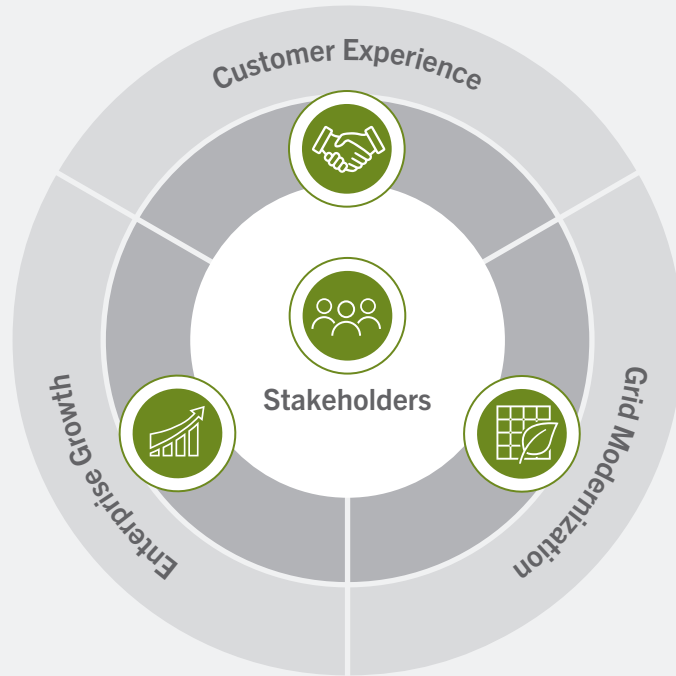 Customer Experience
Stakeholders
Enterprise Growth
Grid Modernization